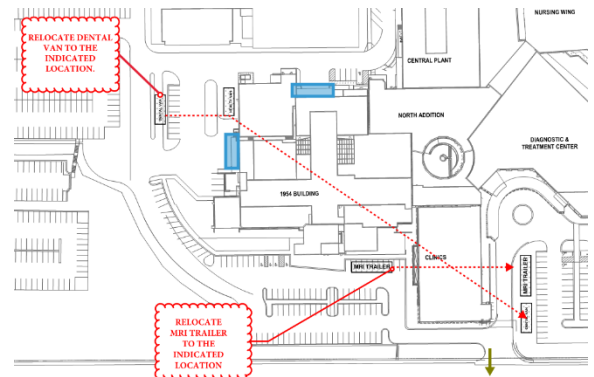 NURSING WING
RELOCATE DENTAL
VAN TO THE
INDICATED
LOCATION.
CENTRAL PLANT
NORTH ADDITION
DIAGNOSTIC &
TREATMENT CENTER
1954 BUILDING
CLINICS
MRI TRAILER
MRI TRAILER
RELOCATE
MRI TRAILER
TO THE
INDICATED
LOCATION